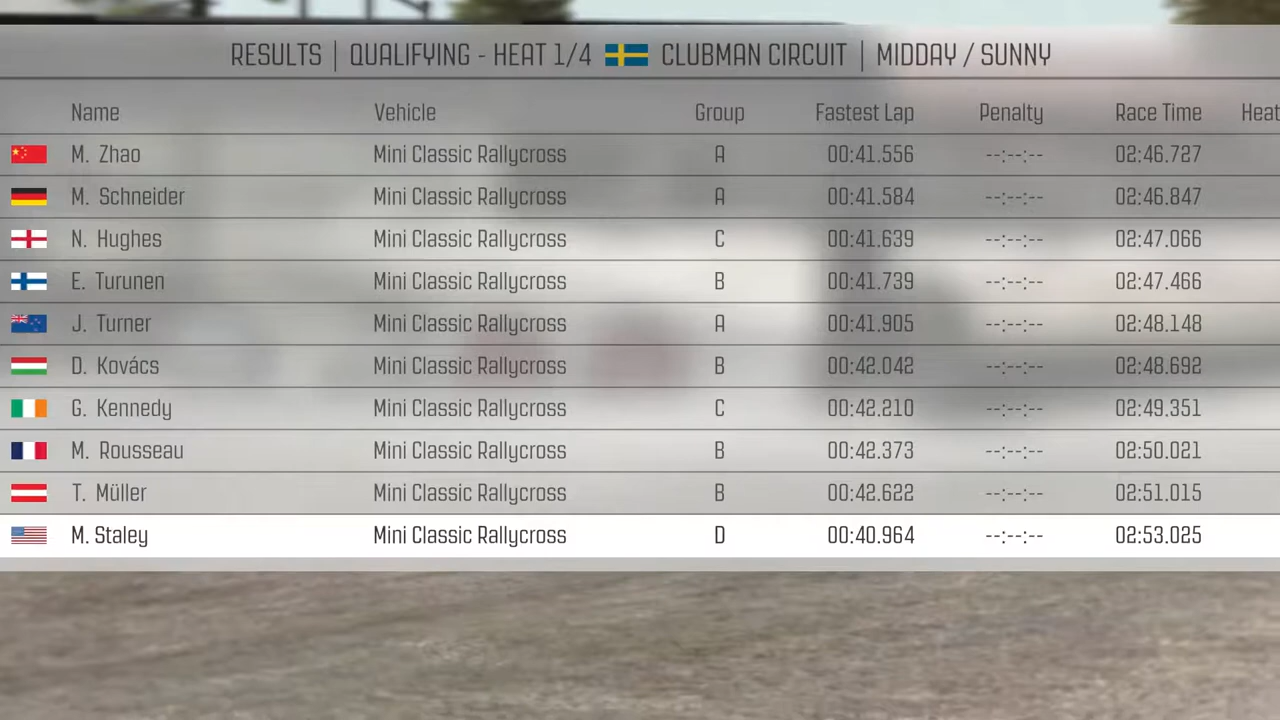 RESULTS | QUALIFYING - HEAT 1/4 CLUBMAN CIRCUIT | MIDDAY / SUNNY
Name Vehicle Group Fastest Lap Penalty Race Time Heat
M. Zhao Mini Classic Rallycross A 00:41.556 --:--:-- 02:46.727
M. Schneider Mini Classic Rallycross A 00:41.584 --:--:-- 02:46.847
N. Hughes Mini Classic Rallycross C 00:41.639 --:--:-- 02:47.066
E. Turunen Mini Classic Rallycross B 00:41.739 --:--:-- 02:47.466
J. Turner Mini Classic Rallycross A 00:41.905 --:--:-- 02:48.148
D. Kovács Mini Classic Rallycross B 00:42.042 --:--:-- 02:48.692
G. Kennedy Mini Classic Rallycross C 00:42.210 --:--:-- 02:49.351
M. Rousseau Mini Classic Rallycross B 00:42.373 --:--:-- 02:50.021
T. Müller Mini Classic Rallycross B 00:42.622 --:--:-- 02:51.015
M. Staley Mini Classic Rallycross D 00:40.964 --:--:-- 02:53.025